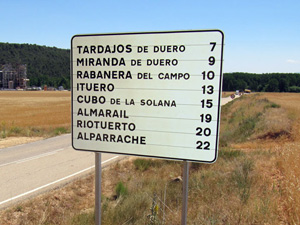 TARDAJOS DE DUERO 7
MIRANDA DE DUERO 9
RABANERA DEL CAMPO 10
ITUERO 13
CUBO DE LA SOLANA 15
ALMARAIL 19
RIOTUERTO 20
ALPARRACHE 22